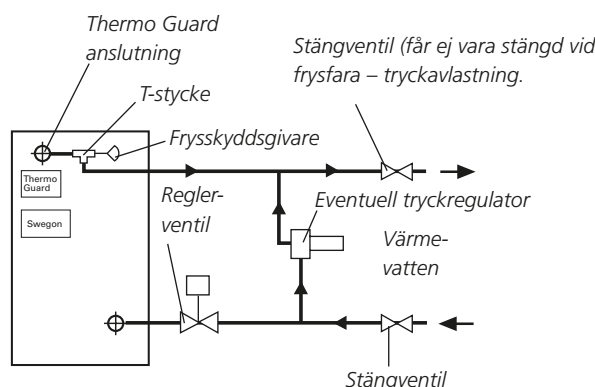 Thermo Guard
anslutning
T-stycke
Frysskyddsgivare
Stängventil (får ej vara stängd vid
frysfara – tryckavlastning.
Thermo
Guard
Swegon
Regler-
ventil
Eventuell tryckregulator
Värme-
vatten
Stängventil